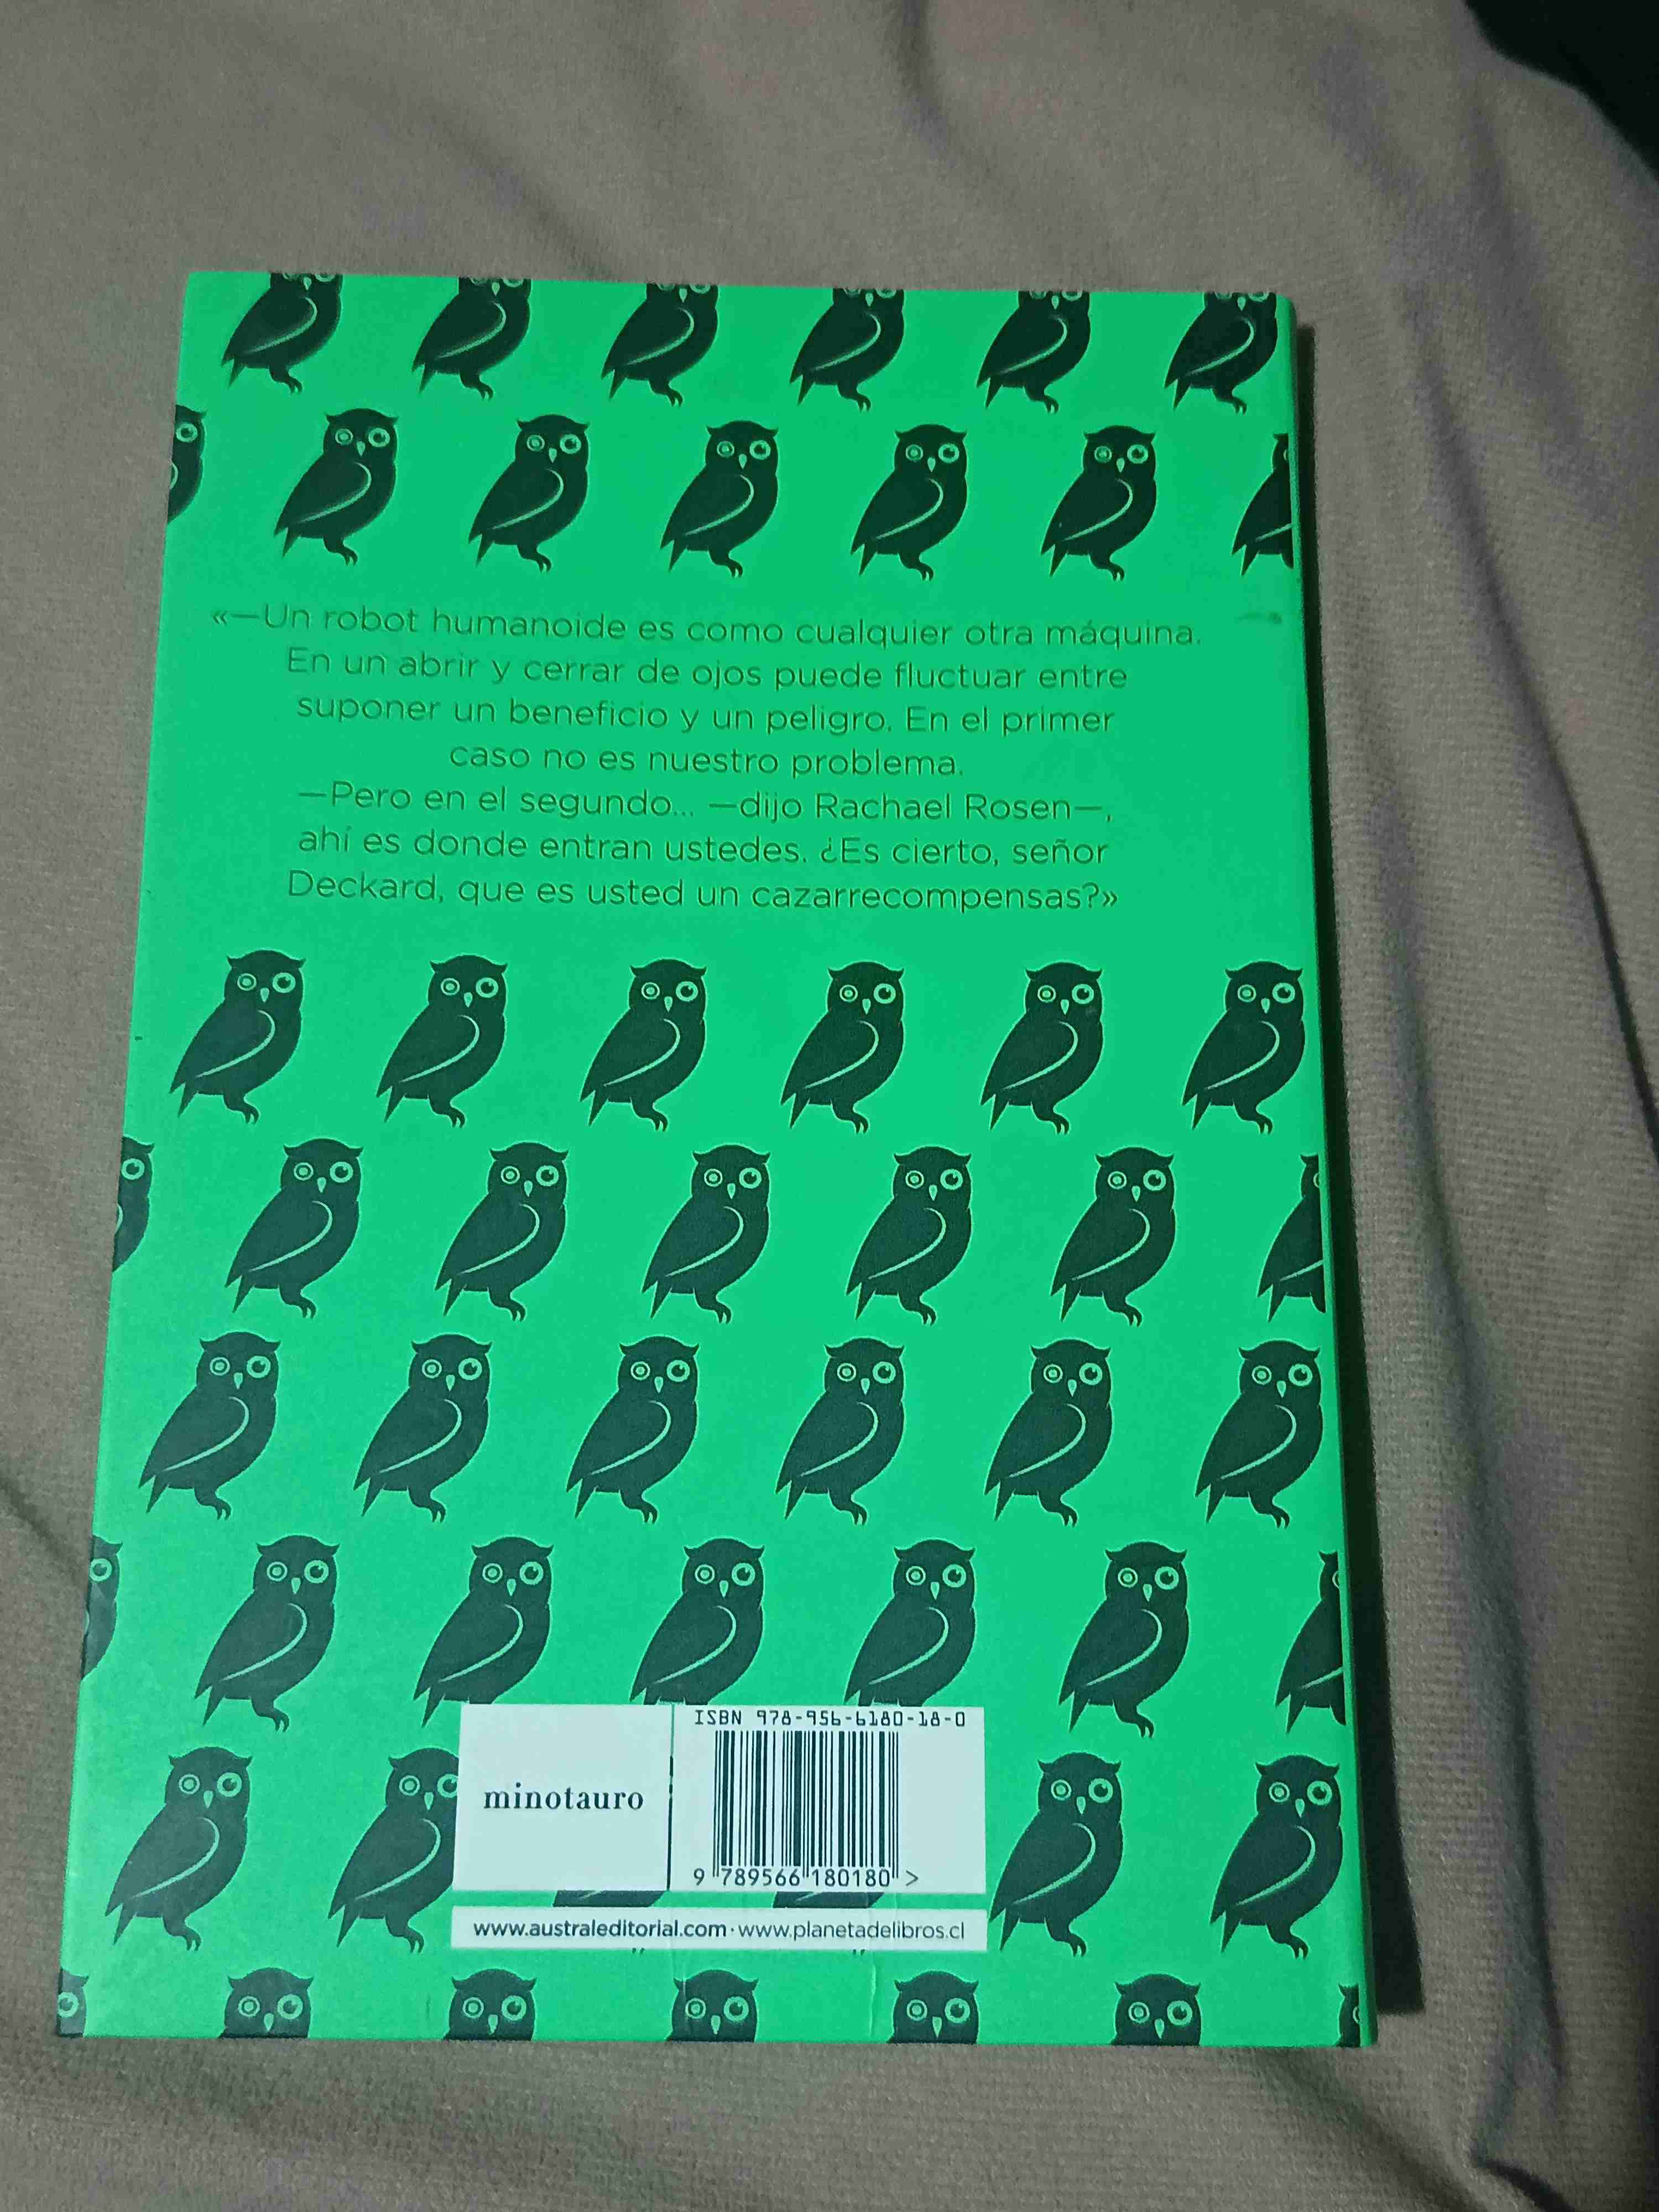 «—Un robot humanoide es como cualquier otra máquina.
En un abrir y cerrar de ojos puede fluctuar entre
suponer un beneficio y un peligro. En el primer
caso no es nuestro problema.
—Pero en el segundo... —dijo Rachael Rosen—,
ahí es donde entran ustedes. ¿Es cierto, señor
Deckard, que es usted un cazarrecompensas?»
minotauro
ISBN 978-956-6180-18-0
9 789566 180180 >
www.australeditorial.com · www.planetadelibros.cl